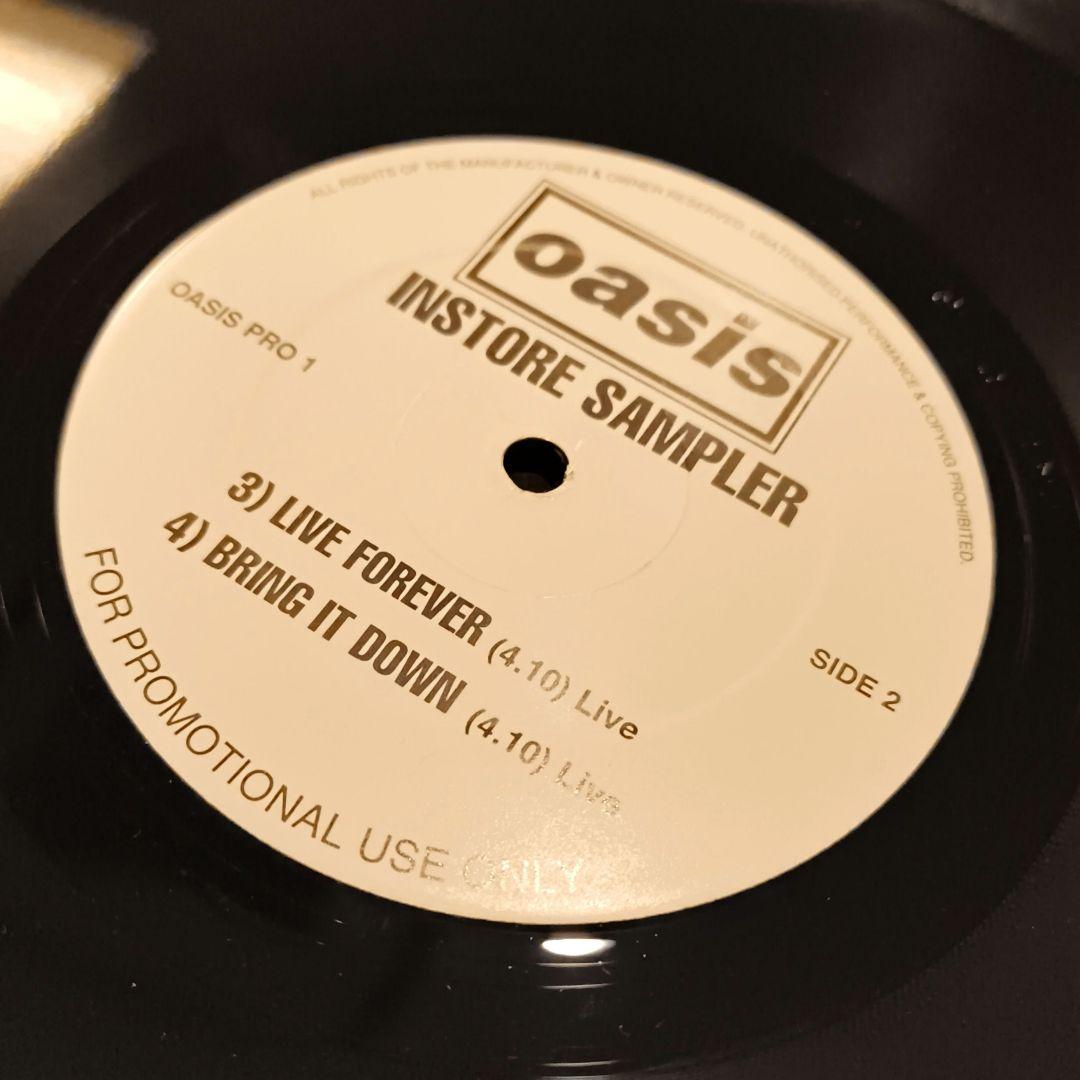 ALL RIGHTS OF THE MANUFACTURER & OWNER RESERVED. UNATHORISED PERFORMANCE & COPYING PROHIBITED.
oasis
INSTORE SAMPLER
OASIS PRO 1
3) LIVE FOREVER (4.10) Live
4) BRING IT DOWN (4.10) Live
SIDE 2
FOR PROMOTIONAL USE ONLY